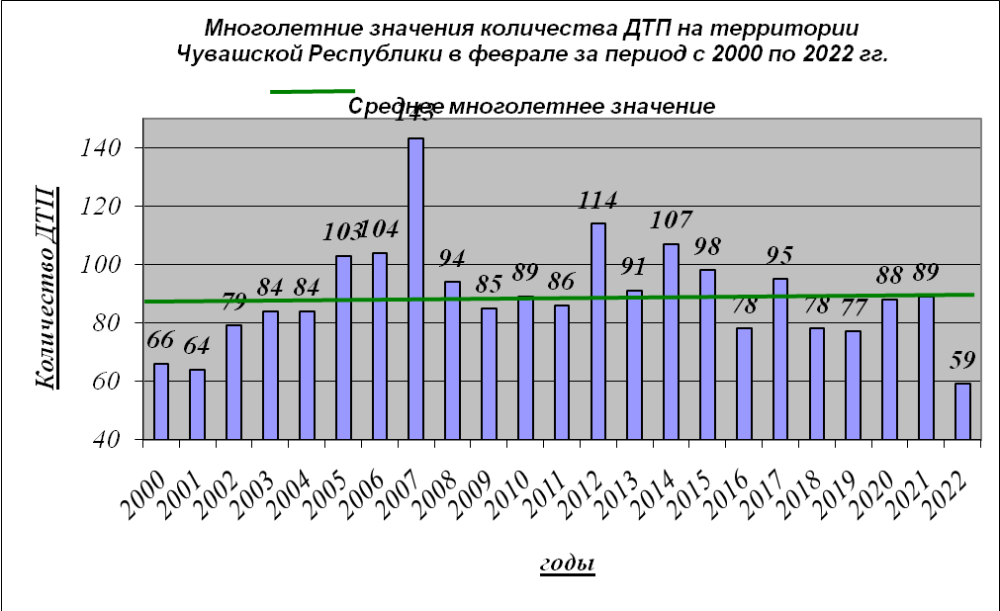 Многолетние значения количества ДТП на территории
Чувашской Республики в феврале за период с 2000 по 2022 гг.
Среднее многолетнее значение
Количество ДТП
140
120
100
80
60
40
66 64 79 84 84 103 104 143 94 85 89 86 114 91 107 98 78 95 78 77 88 89 59
2000 2001 2002 2003 2004 2005 2006 2007 2008 2009 2010 2011 2012 2013 2014 2015 2016 2017 2018 2019 2020 2021 2022
годы